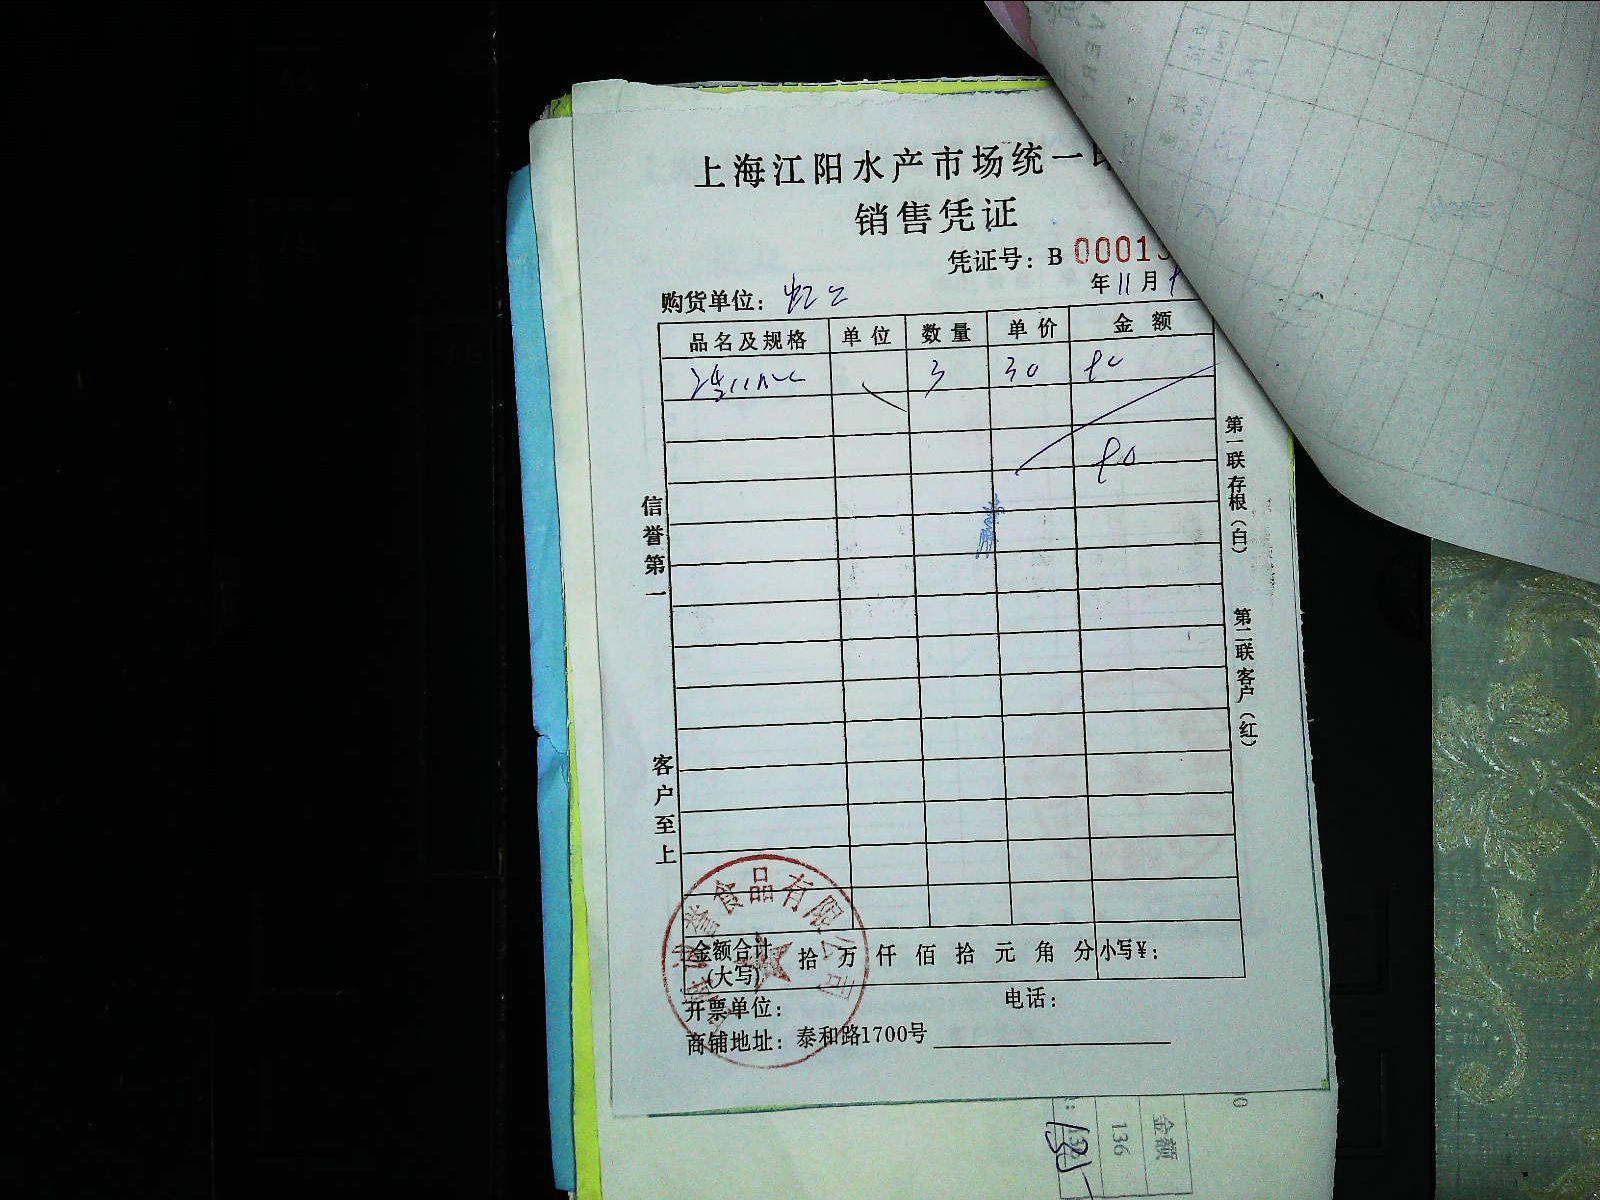 上海江阳水产市场统一
销售凭证
凭证号：B 0001
年11月
购货单位：
品名及规格 单位 数量 单价 金额
3 30 90
90
信誉第一
客户至上
第一联存根（白）
第二联客户（红）
食品有限公司
金额合计（大写） 拾 万 仟 佰 拾 元 角 分 小写¥：
开票单位： 电话：
商铺地址：泰和路1700号
金额
136